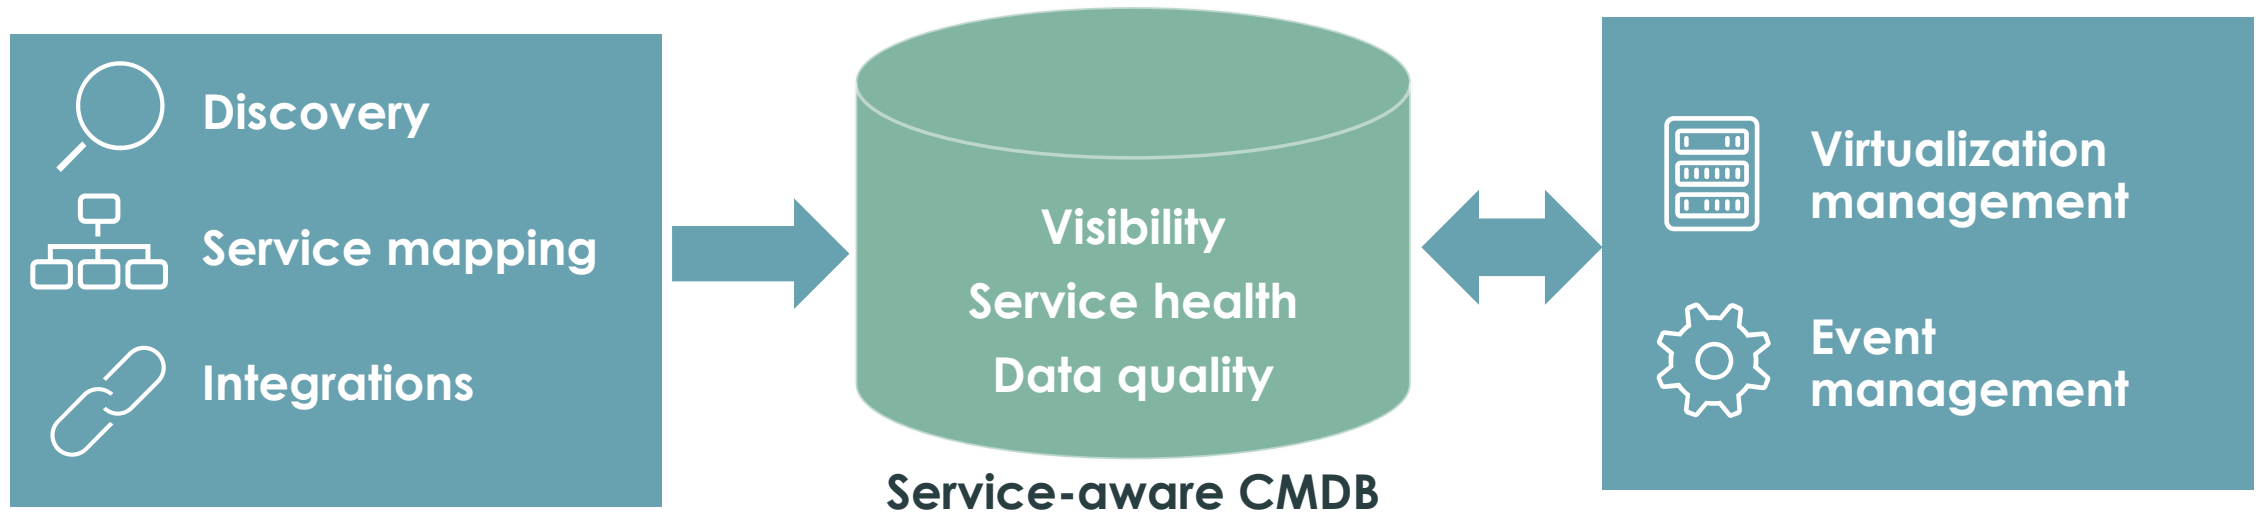 Discovery
Service mapping
Integrations
Visibility
Service health
Data quality
Service-aware CMDB
Virtualization
management
Event
management